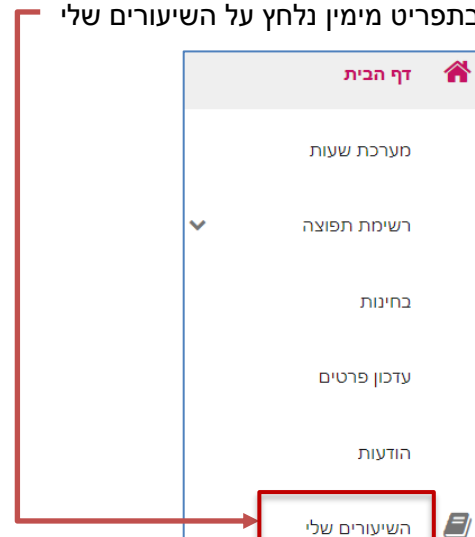 בתפריט מימין נלחץ על השיעורים שלי
דף הבית
מערכת שעות
רשימת תפוצה
בחינות
עדכון פרטים
הודעות
השיעורים שלי